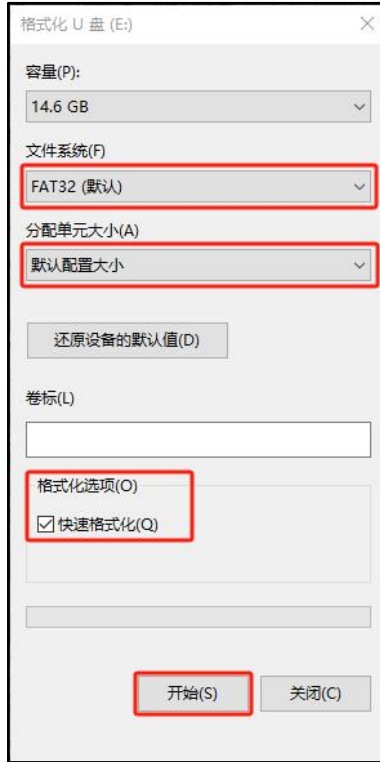 格式化 U 盘 (E:)
容量(P):
14.6 GB
文件系统(F)
FAT32 (默认)
分配单元大小(A)
默认配置大小
还原设备的默认值(D)
卷标(L)
格式化选项(O)
快速格式化(Q)
开始(S) 关闭(C)